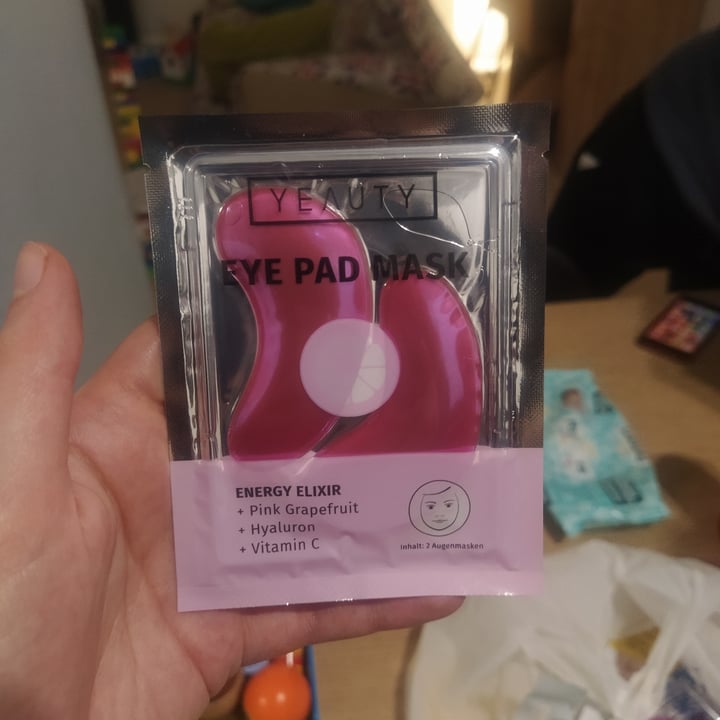 YEAUTY
EYE PAD MASK
ENERGY ELIXIR
+ Pink Grapefruit
+ Hyaluron
+ Vitamin C
Inhalt: 2 Augenmasken